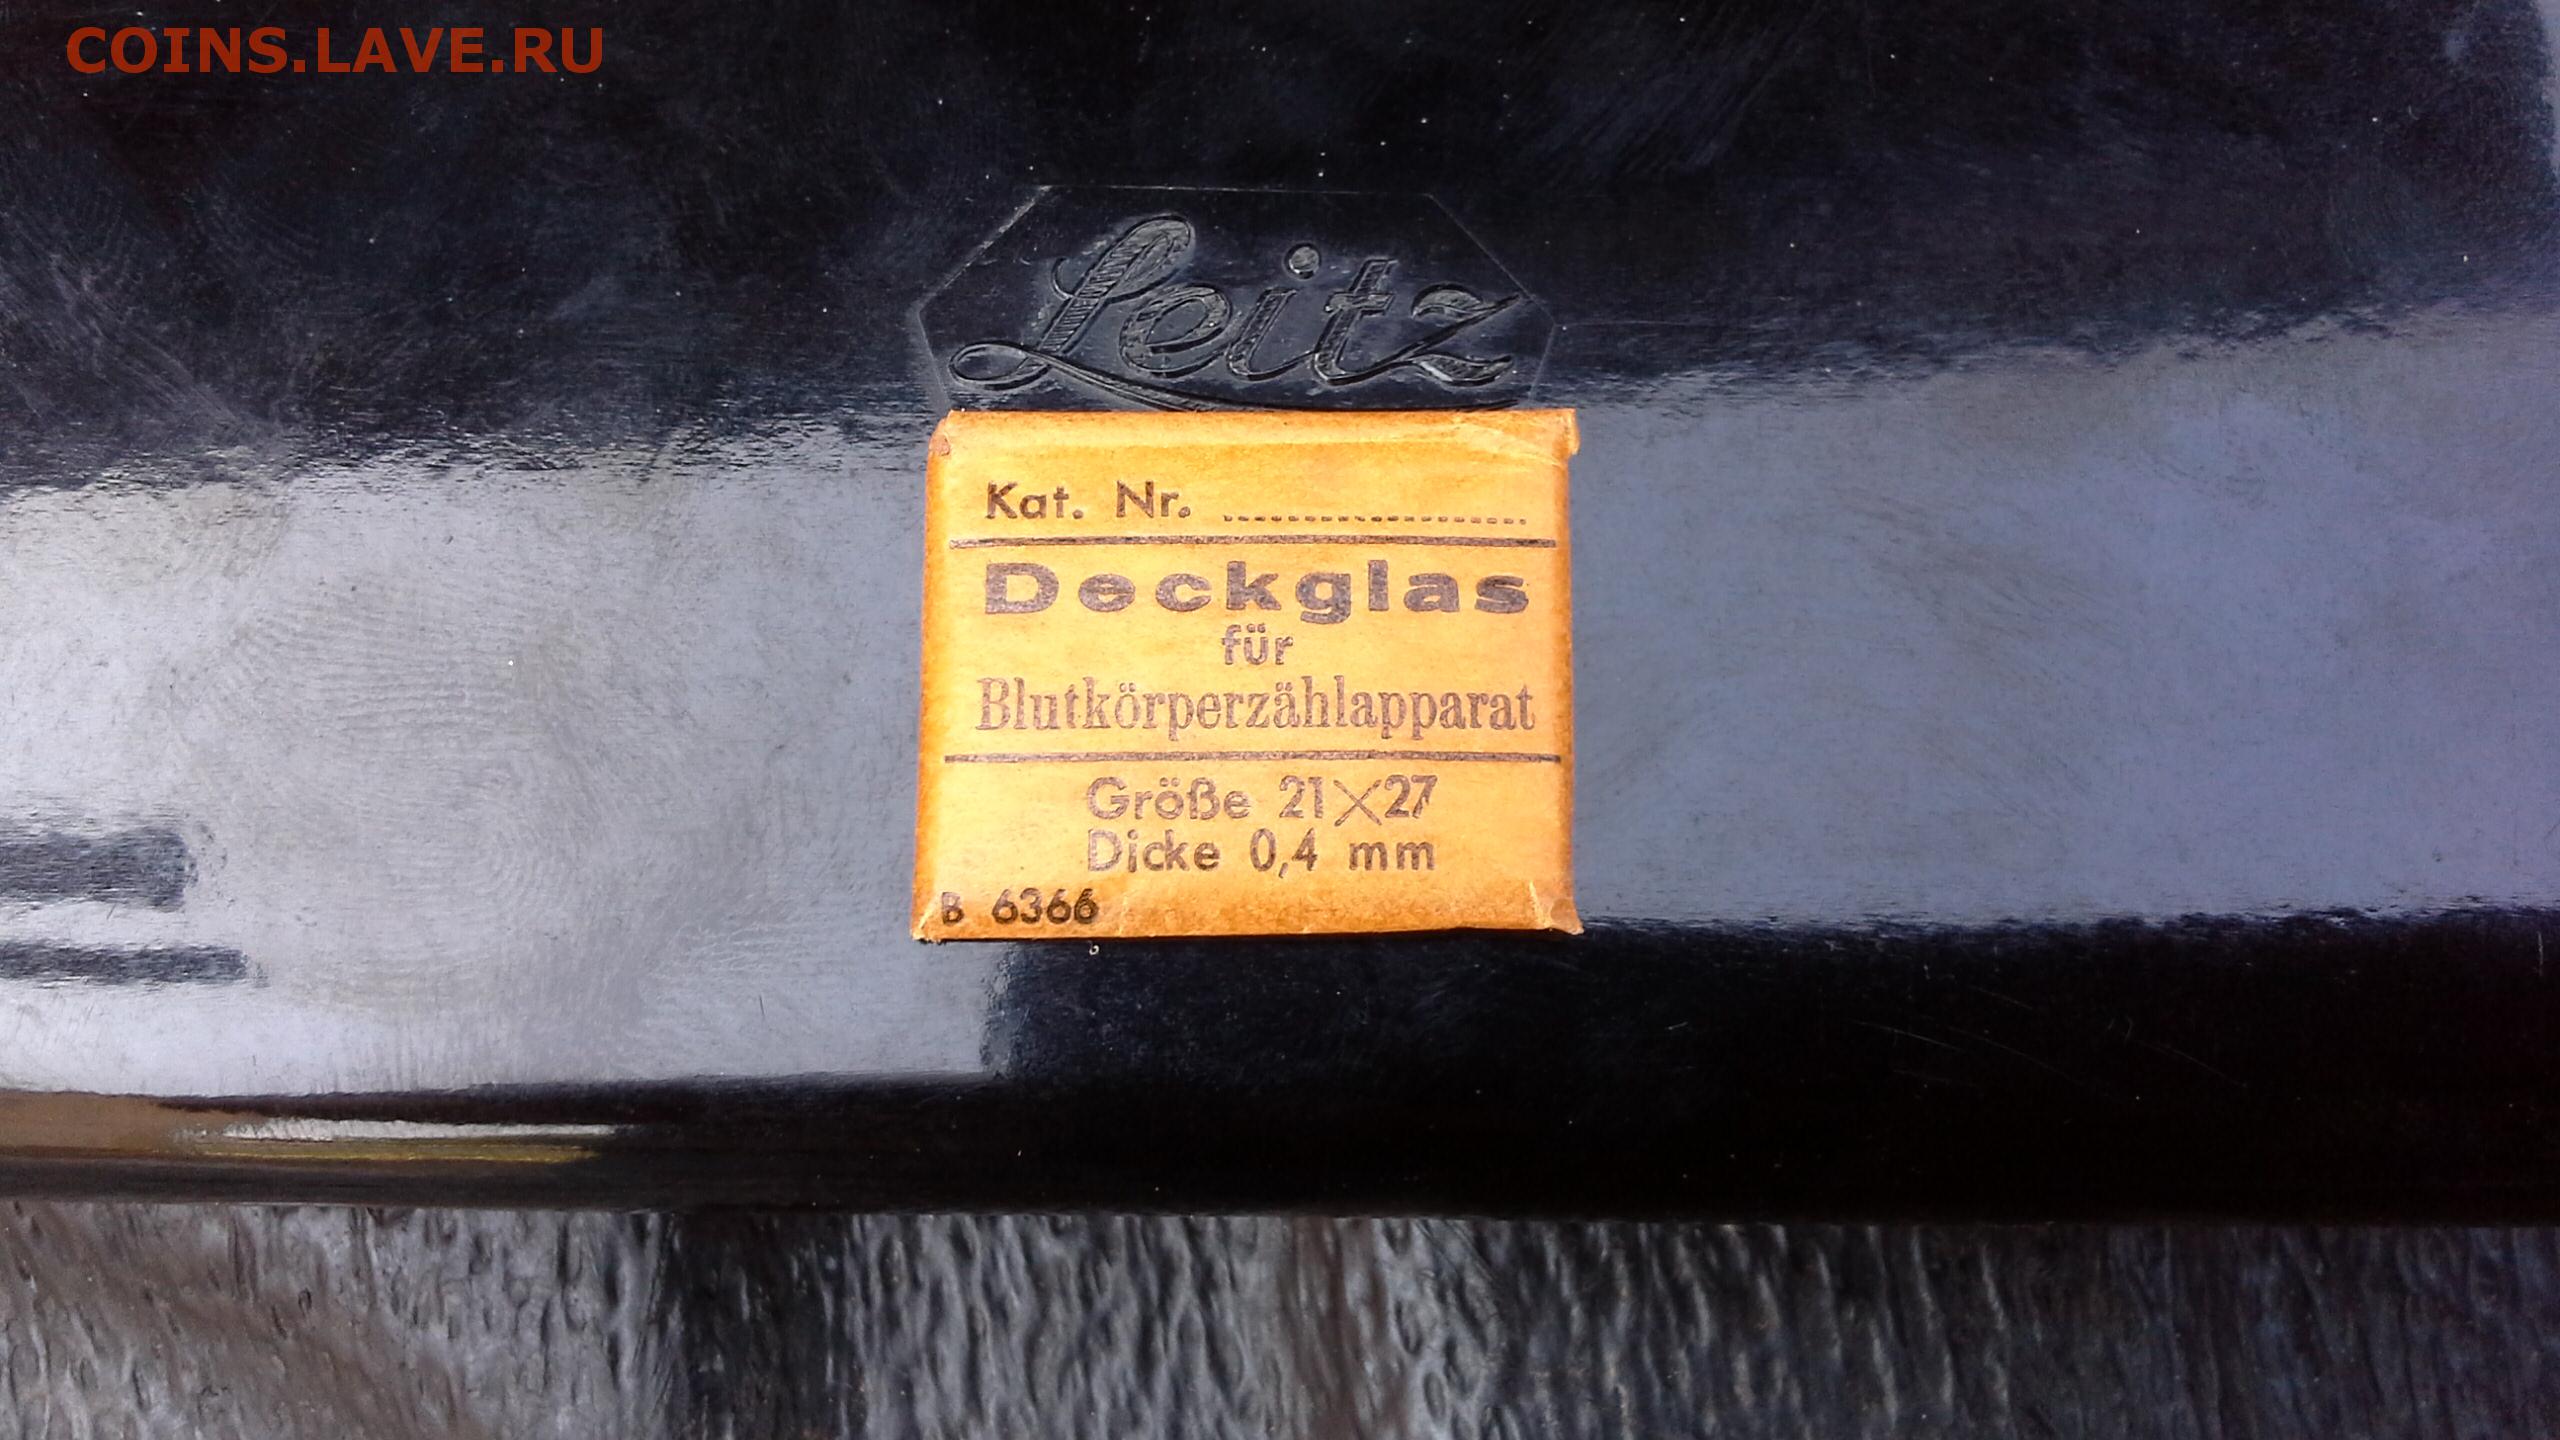 COINS.LAVE.RU
Leitz
Kat. Nr. ....................
Deckglas
für
Blutkörperzählapparat
Größe 21×27
Dicke 0,4 mm
B 6366